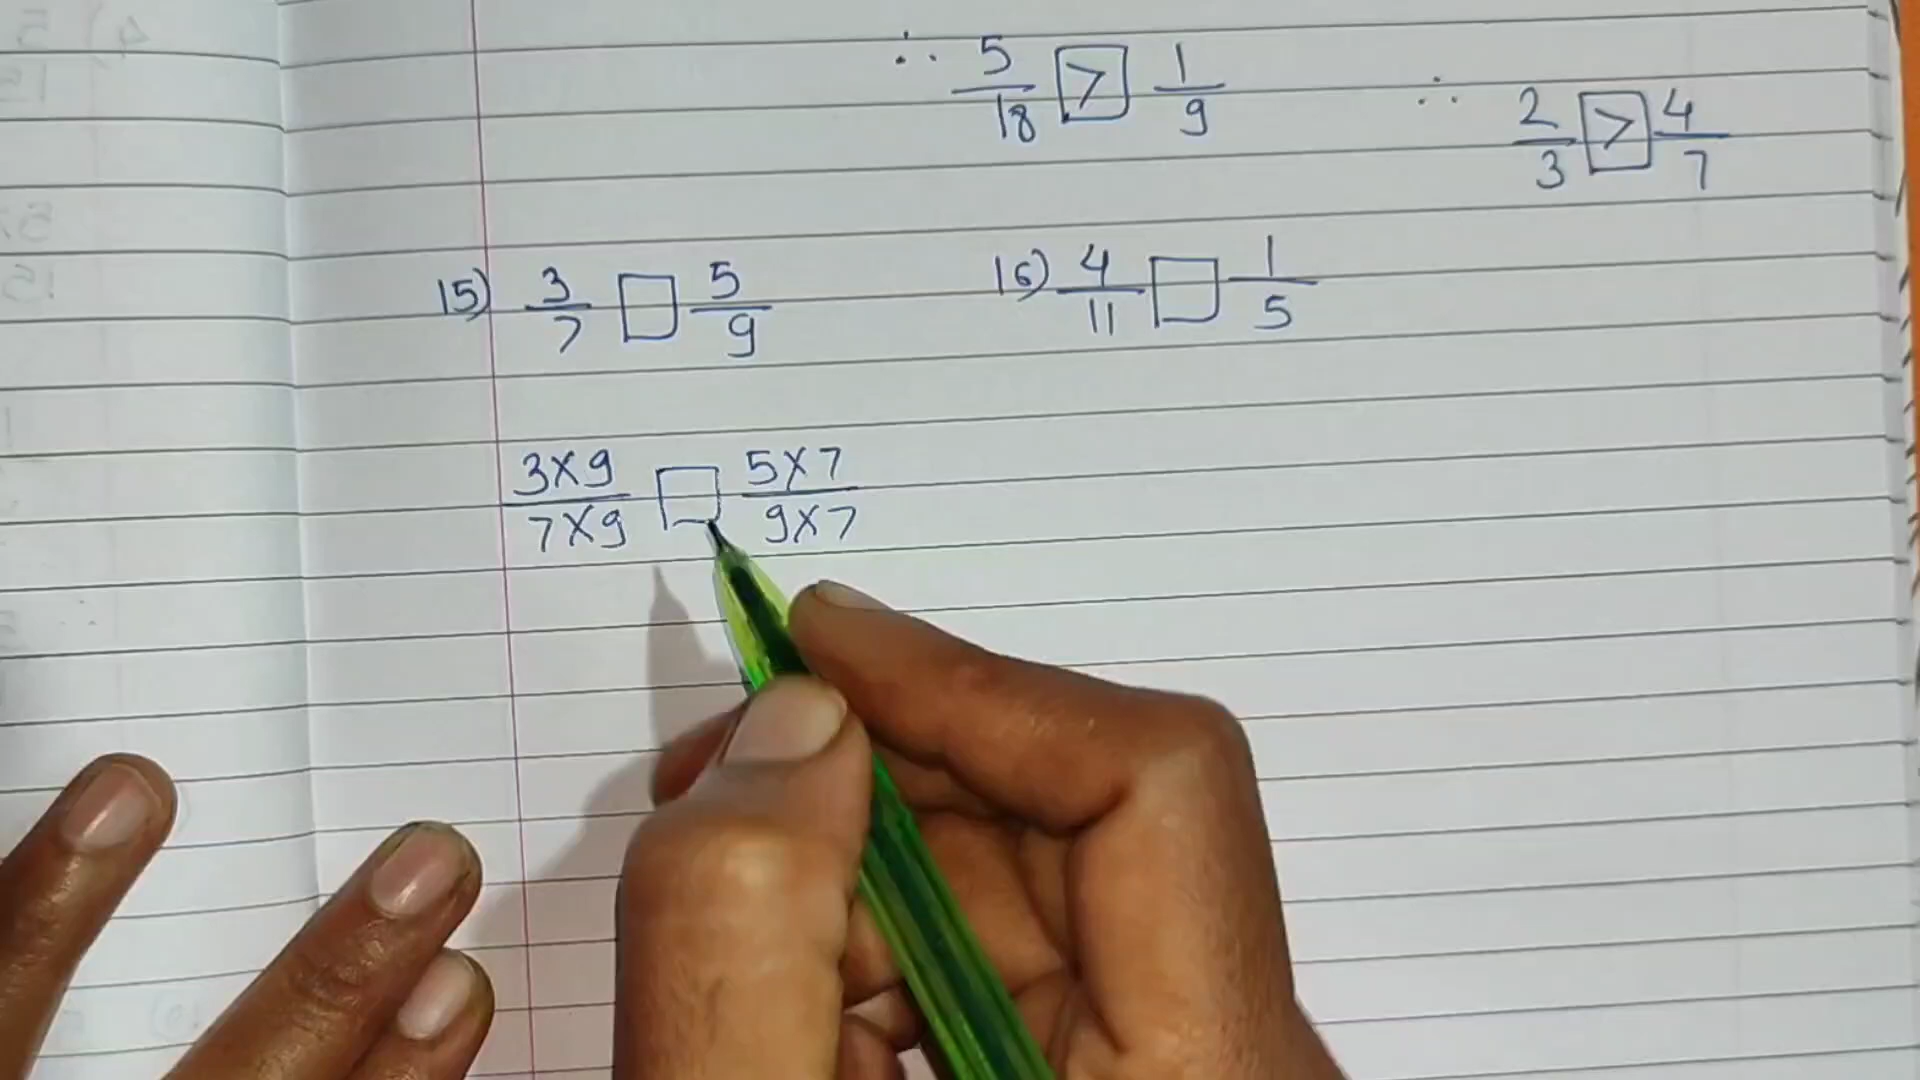 ∴ 5/18 [>] 1/9
∴ 2/3 [>] 4/7
15) 3/7 □ 5/9
16) 4/11 □ 1/5
3×9/7×9 □ 5×7/9×7